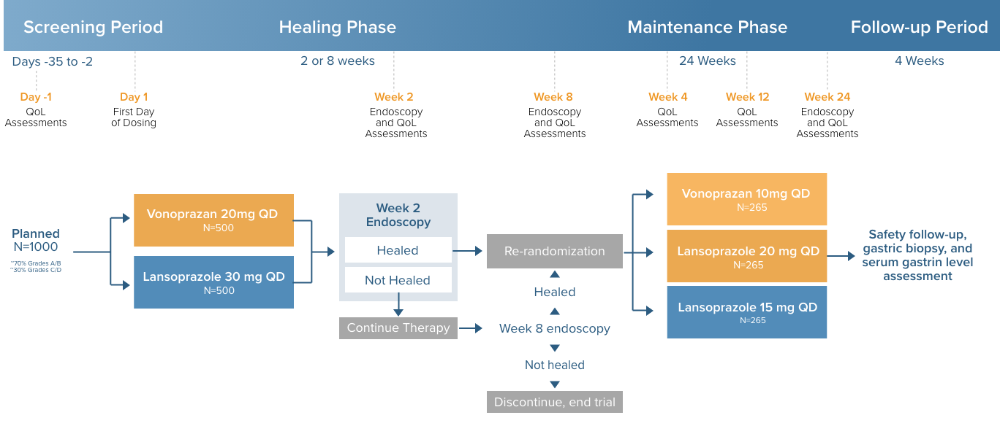 Screening Period
Healing Phase
Maintenance Phase
Follow-up Period
Days -35 to -2
2 or 8 weeks
24 Weeks
4 Weeks
Day -1
QoL
Assessments
Day 1
First Day
of Dosing
Week 2
Endoscopy
and QoL
Assessments
Week 8
Endoscopy
and QoL
Assessments
Week 4
QoL
Assessments
Week 12
QoL
Assessments
Week 24
Endoscopy
and QoL
Assessments
Planned
N=1000
~70% Grades A/B
~30% Grades C/D
Vonoprazan 20mg QD
N=500
Lansoprazole 30 mg QD
N=500
Week 2
Endoscopy
Healed
Not Healed
Continue Therapy
Re-randomization
Healed
Week 8 endoscopy
Not healed
Discontinue, end trial
Vonoprazan 10mg QD
N=265
Lansoprazole 20 mg QD
N=265
Lansoprazole 15 mg QD
N=265
Safety follow-up,
gastric biopsy, and
serum gastrin level
assessment